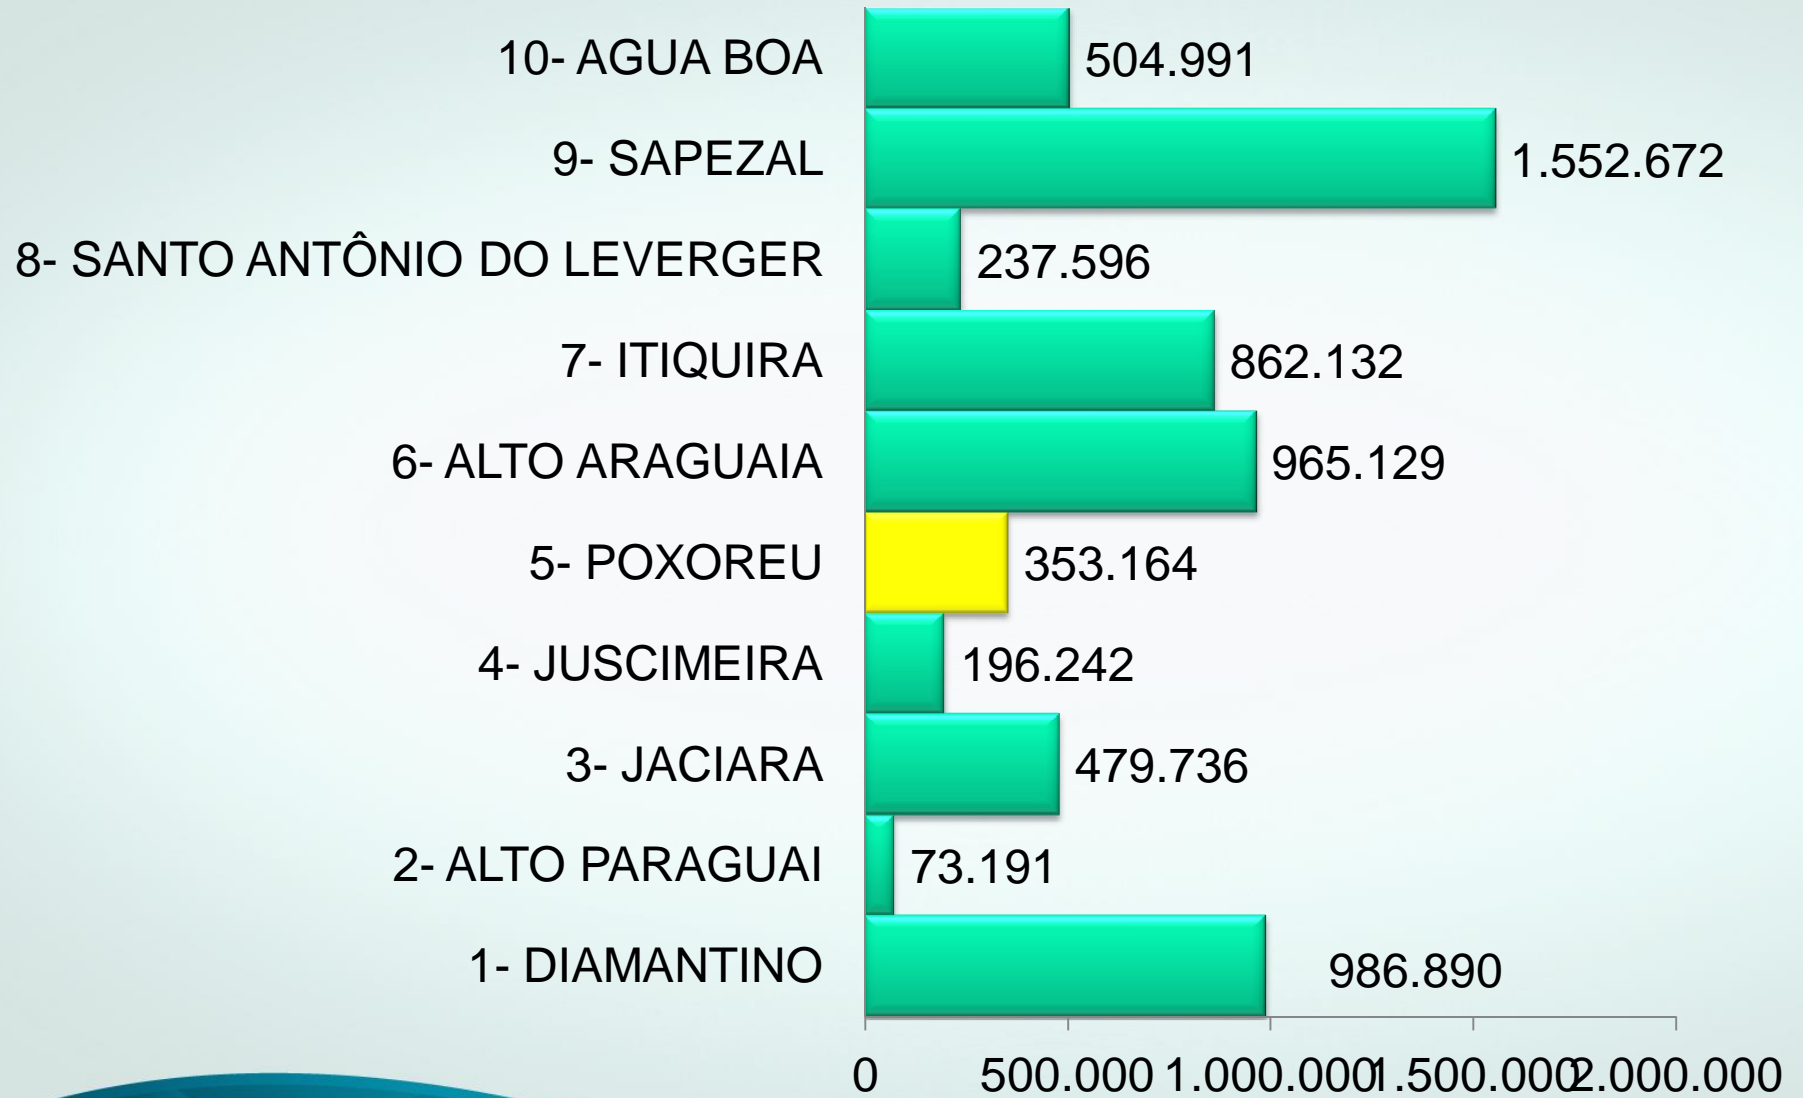 10- AGUA BOA 504.991
9- SAPEZAL 1.552.672
8- SANTO ANTÔNIO DO LEVERGER 237.596
7- ITIQUIRA 862.132
6- ALTO ARAGUAIA 965.129
5- POXOREU 353.164
4- JUSCIMEIRA 196.242
3- JACIARA 479.736
2- ALTO PARAGUAI 73.191
1- DIAMANTINO 986.890
0 500.000 1.000.000 1.500.000 2.000.000